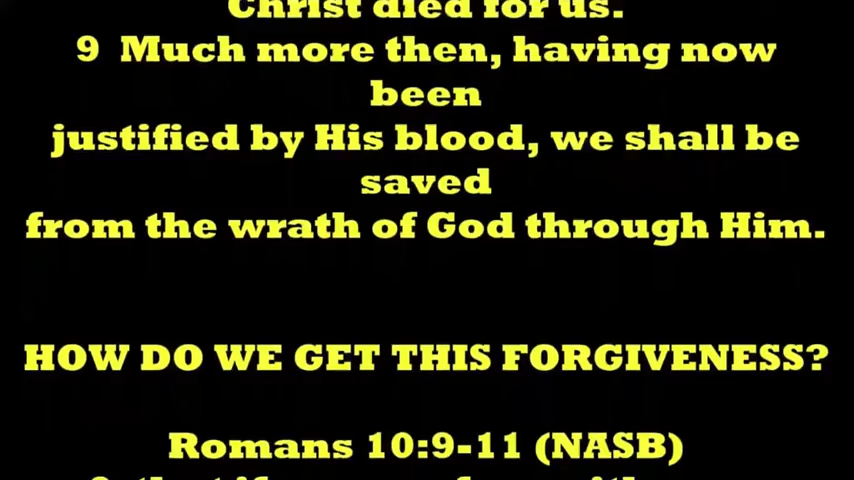 Christ died for us.
9 Much more then, having now
been
justified by His blood, we shall be
saved
from the wrath of God through Him.
HOW DO WE GET THIS FORGIVENESS?
Romans 10:9-11 (NASB)